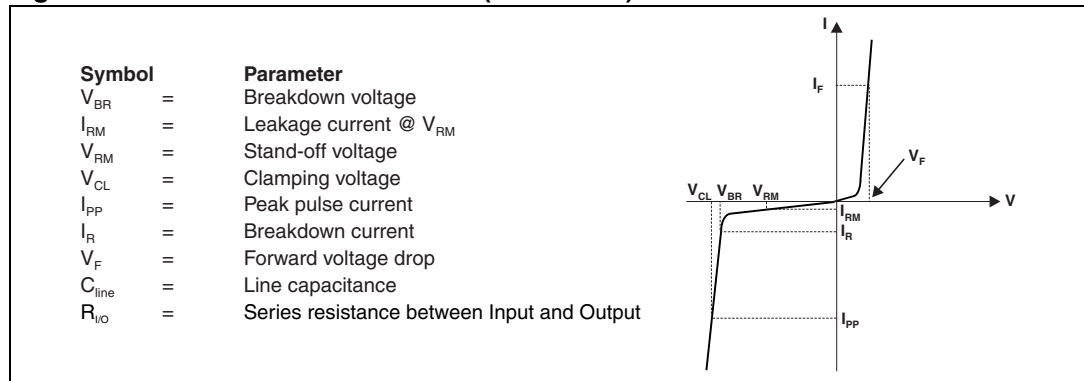 Symbol Parameter
V_BR = Breakdown voltage
I_RM = Leakage current @ V_RM
V_RM = Stand-off voltage
V_CL = Clamping voltage
I_PP = Peak pulse current
I_R = Breakdown current
V_F = Forward voltage drop
C_line = Line capacitance
R_I/O = Series resistance between Input and Output
I
I_F
V_F
V_CL V_BR V_RM
V
I_RM
I_R
I_PP